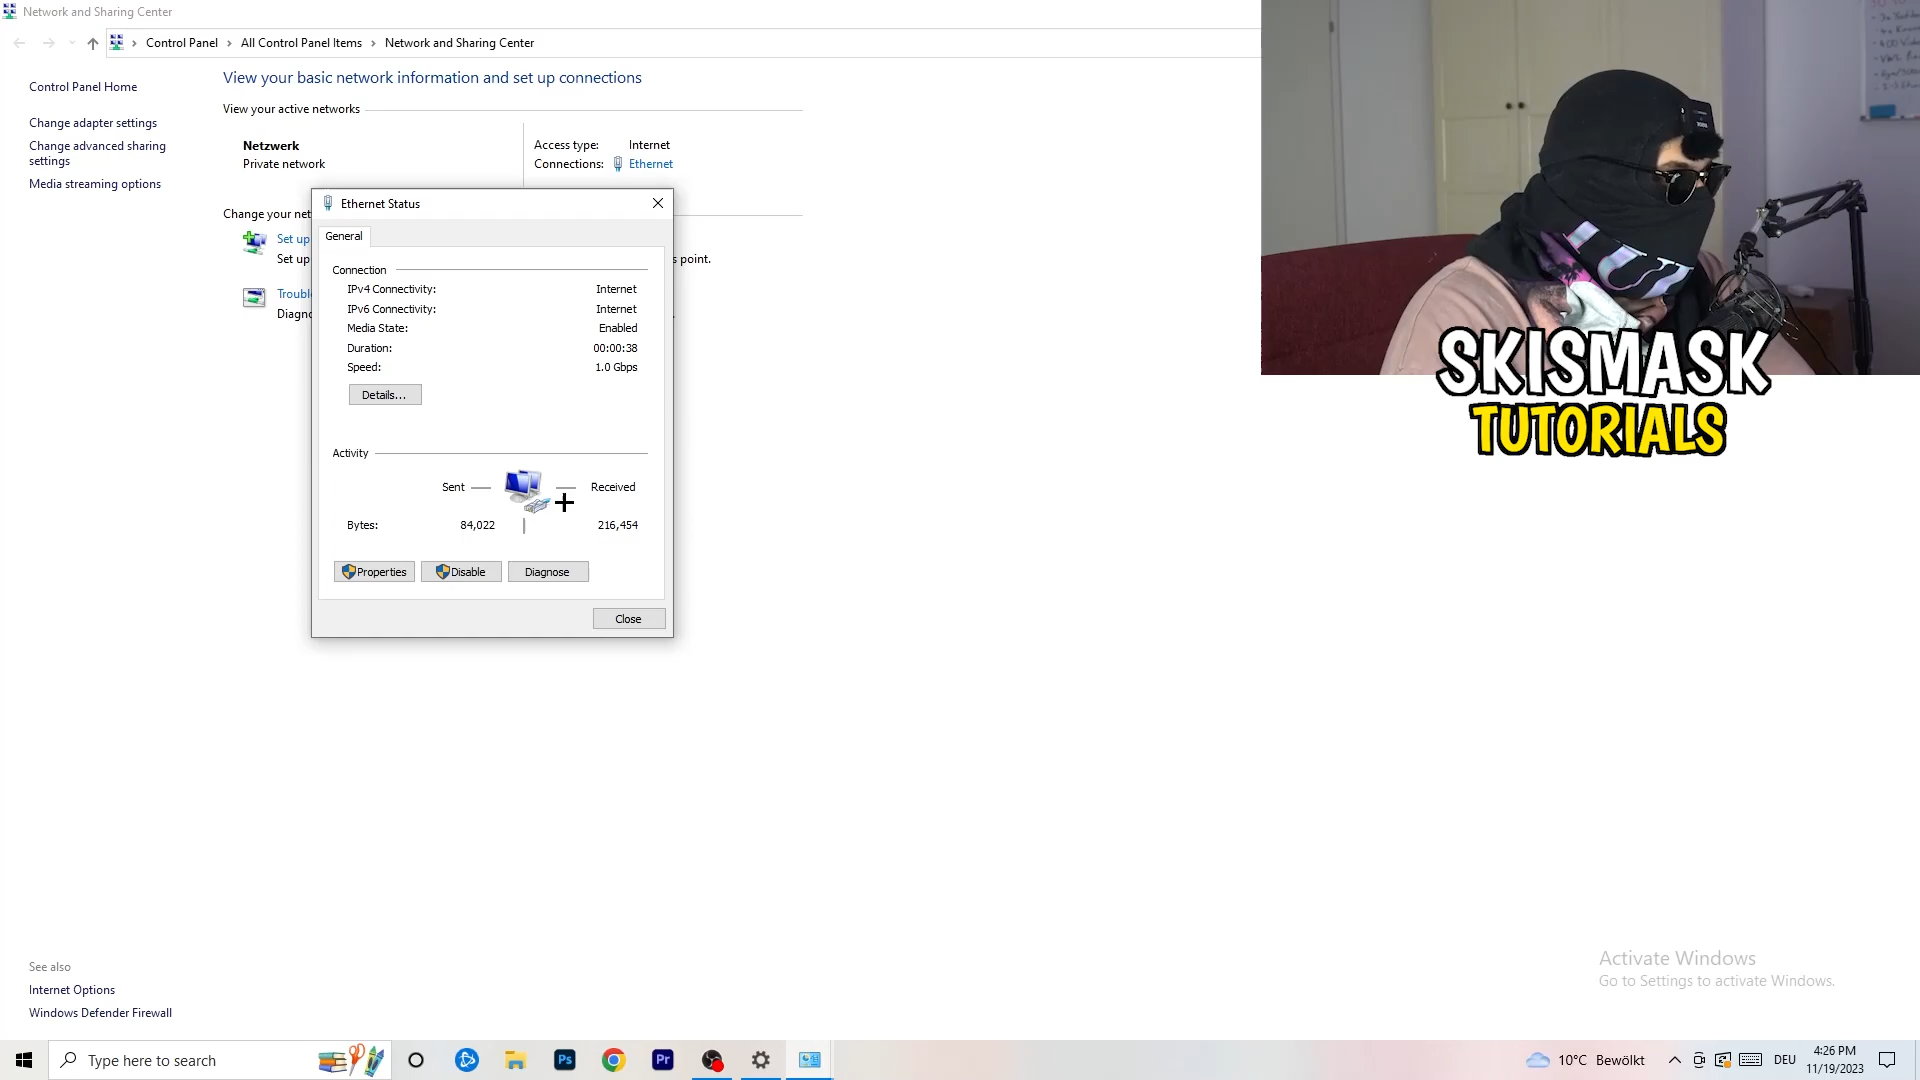 Network and Sharing Center
Control Panel > All Control Panel Items > Network and Sharing Center
Control Panel Home
Change adapter settings
Change advanced sharing
settings
Media streaming options
View your basic network information and set up connections
View your active networks
Netzwerk
Private network
Access type: Internet
Connections: Ethernet
Change your net
Set up
Set up
s point.
Troubl
Diagno
Ethernet Status
General
Connection
IPv4 Connectivity: Internet
IPv6 Connectivity: Internet
Media State: Enabled
Duration: 00:00:38
Speed: 1.0 Gbps
Details...
Activity
Sent
Received
Bytes: 84,022 216,454
Properties
Disable
Diagnose
Close
SKISMASK
TUTORIALS
See also
Internet Options
Windows Defender Firewall
Activate Windows
Go to Settings to activate Windows.
Type here to search
Ps
Pr
10°C Bewölkt
DEU
4:26 PM
11/19/2023